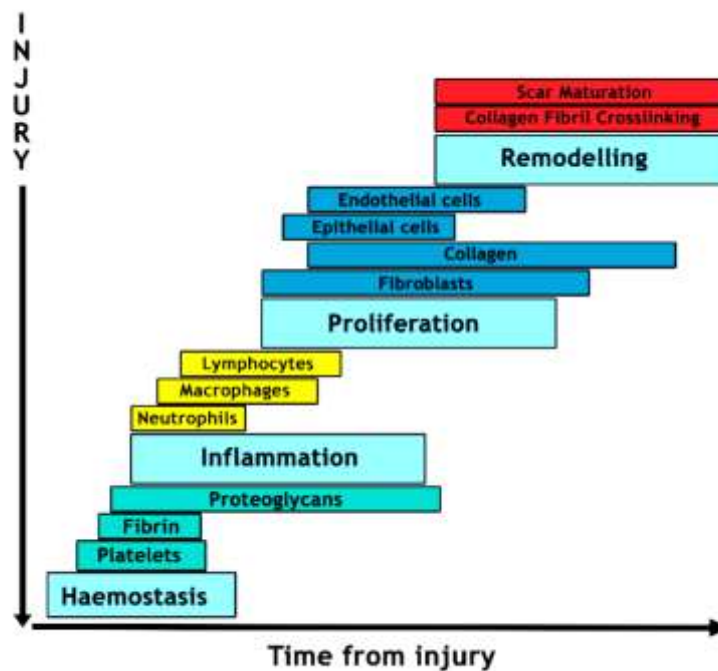 INJURY
Scar Maturation
Collagen Fibril Crosslinking
Remodelling
Endothelial cells
Epithelial cells
Collagen
Fibroblasts
Proliferation
Lymphocytes
Macrophages
Neutrophils
Inflammation
Proteoglycans
Fibrin
Platelets
Haemostasis
Time from injury